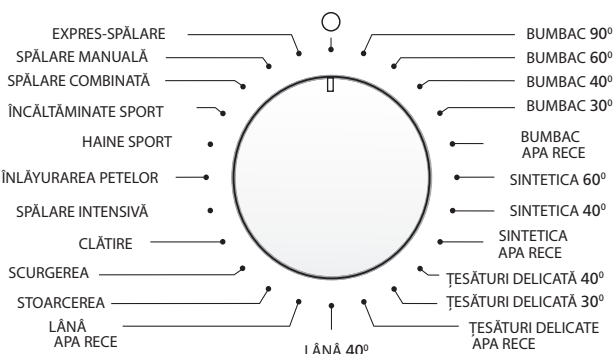 EXPRES-SPĂLARE
SPĂLARE MANUALĂ
SPĂLARE COMBINATĂ
ÎNCĂLTĂMINATE SPORT
HAINE SPORT
ÎNLĂYURAREA PETELOR
SPĂLARE INTENSIVĂ
CLĂTIRE
SCURGEREA
STOARCEREA
LÂNĂ
APA RECE
LÂNĂ 40⁰
BUMBAC 90⁰
BUMBAC 60⁰
BUMBAC 40⁰
BUMBAC 30⁰
BUMBAC
APA RECE
SINTETICA 60⁰
SINTETICA 40⁰
SINTETICA
APA RECE
ȚESĂTURI DELICATĂ 40⁰
ȚESĂTURI DELICATĂ 30⁰
ȚESĂTURI DELICATE
APA RECE